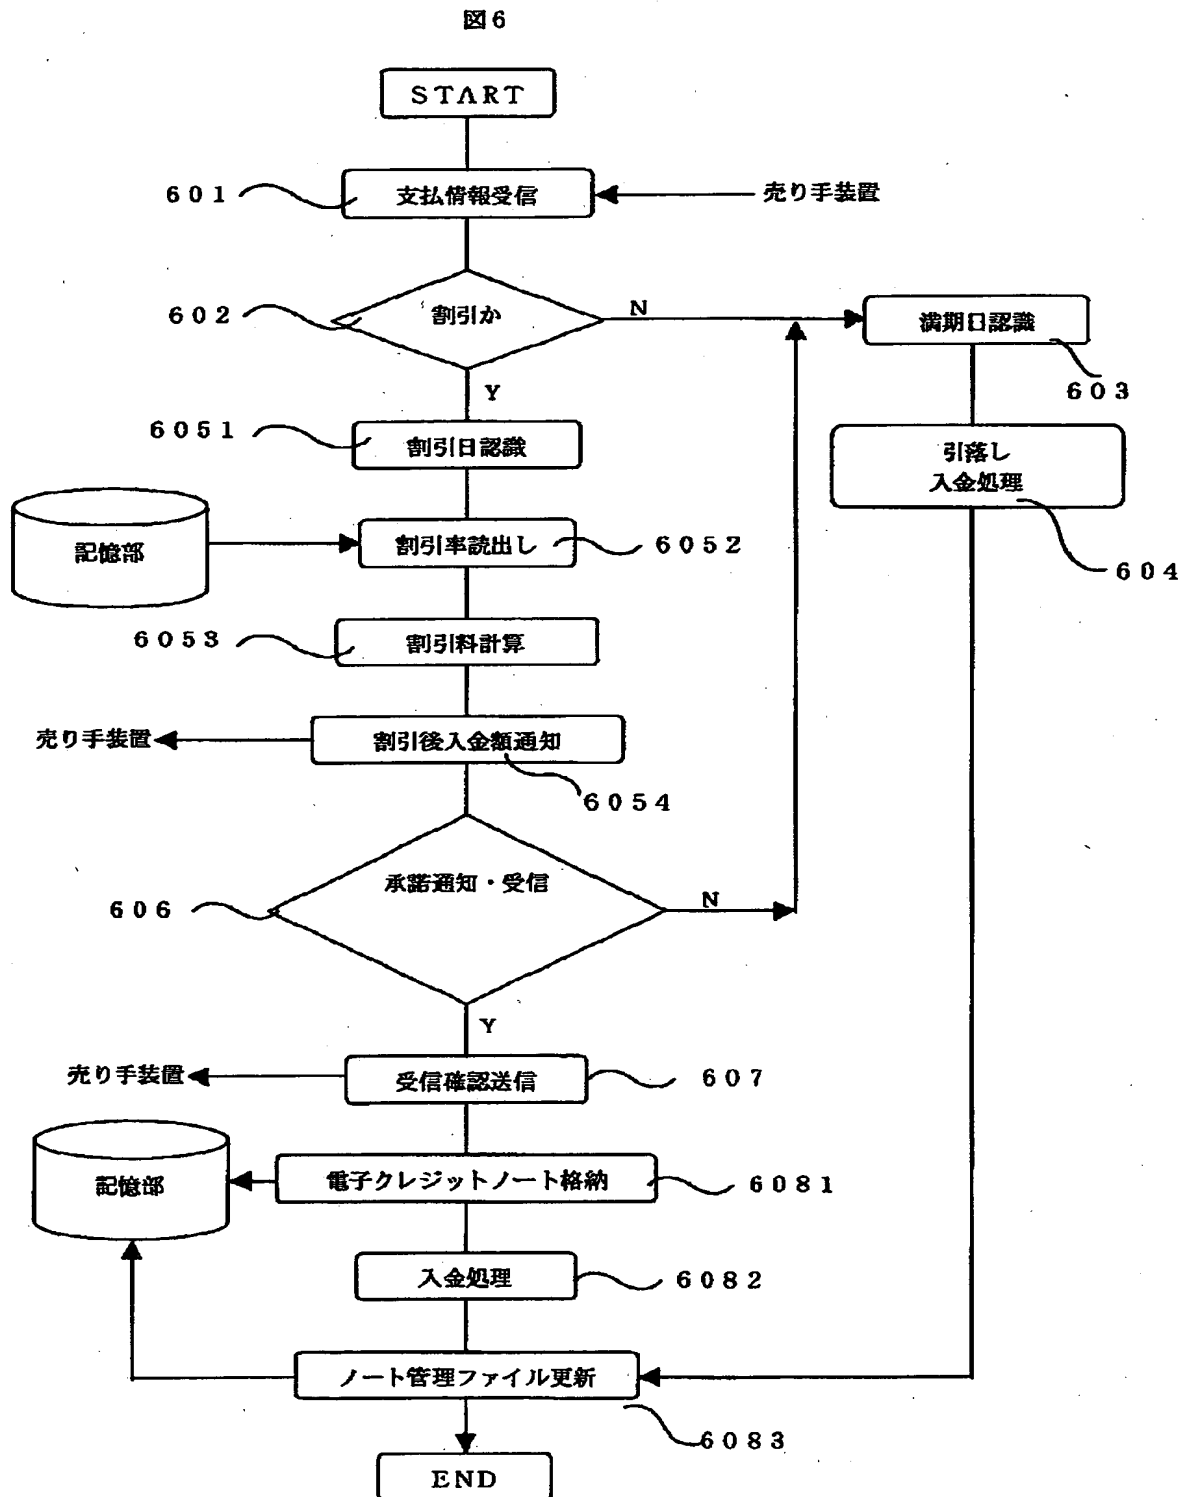 図6
START
601
支払情報受信
売り手装置
602
割引か
N
満期日認識
603
Y
6051
割引日認識
引落し
入金処理
604
記憶部
割引率読出し
6052
6053
割引料計算
売り手装置
割引後入金額通知
6054
承諾通知・受信
606
N
Y
売り手装置
受信確認送信
607
記憶部
電子クレジットノート格納
6081
入金処理
6082
ノート管理ファイル更新
6083
END